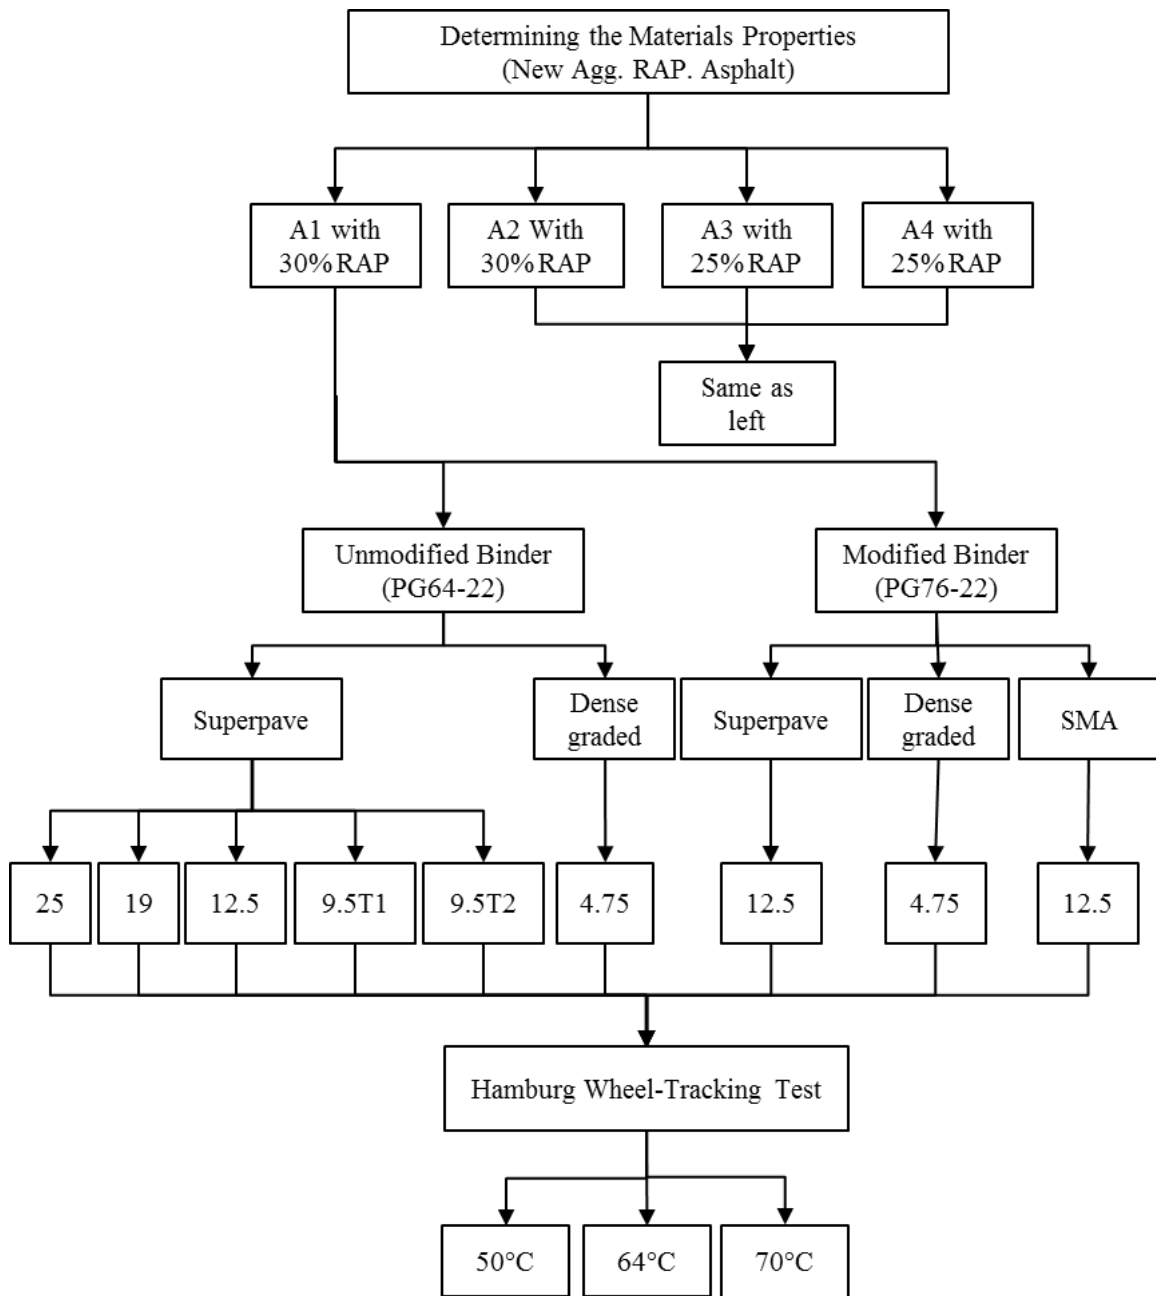 Determining the Materials Properties
(New Agg. RAP. Asphalt)
A1 with
30%RAP
A2 With
30%RAP
A3 with
25%RAP
A4 with
25%RAP
Same as
left
Unmodified Binder
(PG64-22)
Modified Binder
(PG76-22)
Superpave
Dense
graded
Superpave
Dense
graded
SMA
25
19
12.5
9.5T1
9.5T2
4.75
12.5
4.75
12.5
Hamburg Wheel-Tracking Test
50°C
64°C
70°C